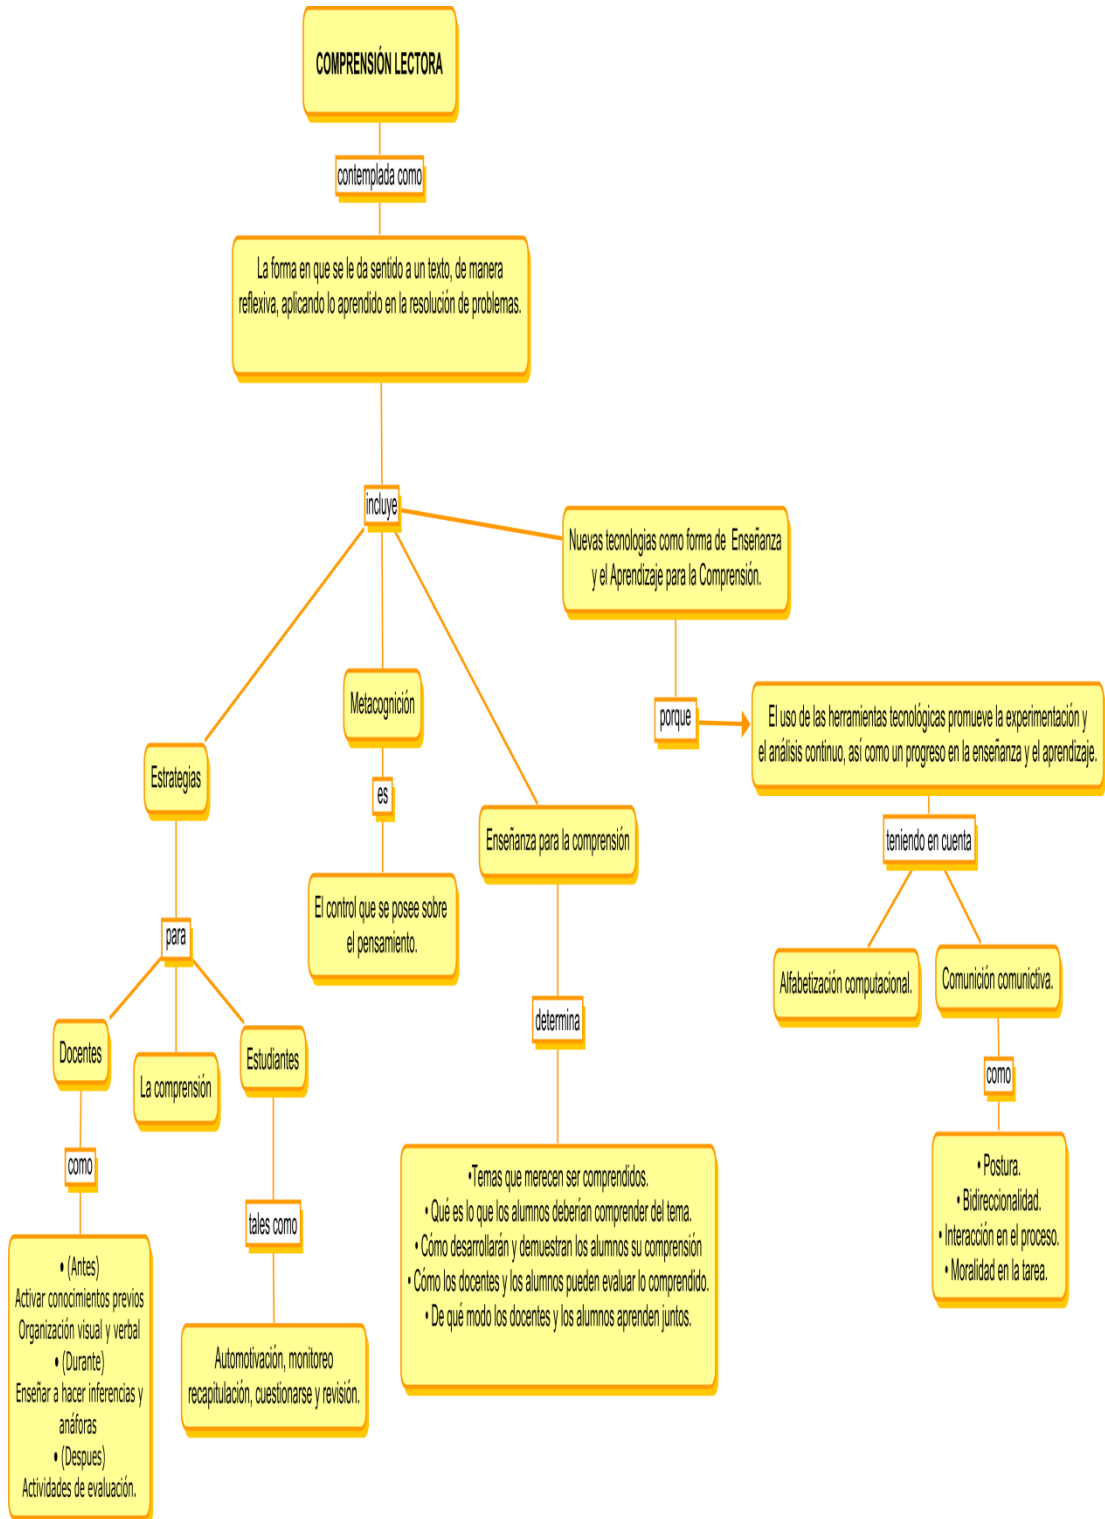 COMPRENSIÓN LECTORA
contemplada como
La forma en que se le da sentido a un texto, de manera
reflexiva, aplicando lo aprendido en la resolución de problemas.
incluye
Nuevas tecnologias como forma de Enseñanza
y el Aprendizaje para la Comprensión.
porque
El uso de las herramientas tecnológicas promueve la experimentación y
el análisis continuo, así como un progreso en la enseñanza y el aprendizaje.
teniendo en cuenta
Alfabetización computacional.
Comunición comunictiva.
como
• Postura.
• Bidireccionalidad.
• Interacción en el proceso.
• Moralidad en la tarea.
Metacognición
es
El control que se posee sobre
el pensamiento.
Enseñanza para la comprensión
determina
•Temas que merecen ser comprendidos.
• Qué es lo que los alumnos deberían comprender del tema.
• Cómo desarrollarán y demuestran los alumnos su comprensión
• Cómo los docentes y los alumnos pueden evaluar lo comprendido.
• De qué modo los docentes y los alumnos aprenden juntos.
Estrategias
para
Docentes
La comprensión
Estudiantes
como
• (Antes)
Activar conocimientos previos
Organización visual y verbal
• (Durante)
Enseñar a hacer inferencias y
anáforas
• (Despues)
Actividades de evaluación.
tales como
Automotivación, monitoreo
recapitulación, cuestionarse y revisión.